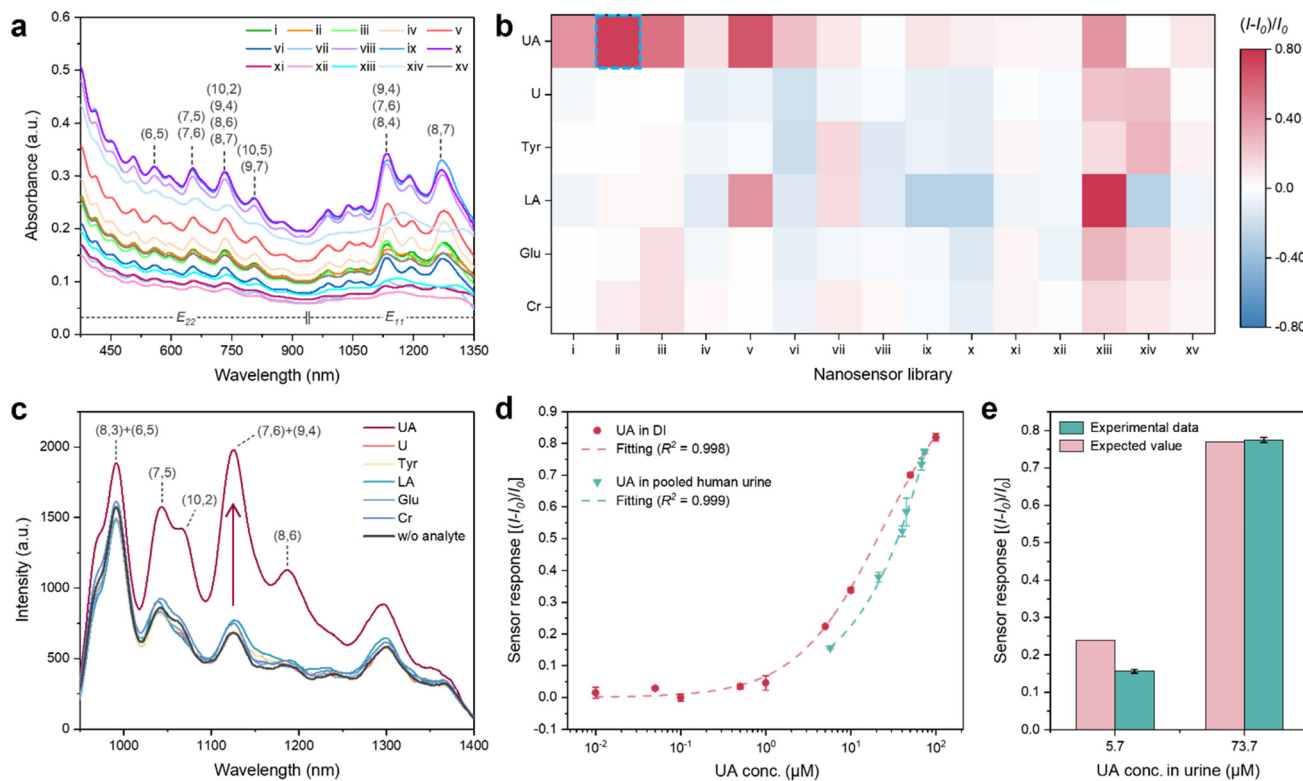 a
Absorbance (a.u.)
0.6
0.5
0.4
0.3
0.2
0.1
0.0
i ii iii iv v
vi vii viii ix x
xi xii xiii xiv xv
(6,5)
(7,5)
(7,6)
(10,2)
(9,4)
(8,6)
(8,7)
(10,5)
(9,7)
(9,4)
(7,6)
(8,4)
(8,7)
E22
E11
450 600 750 900 1050 1200 1350
Wavelength (nm)
b
UA
U
Tyr
LA
Glu
Cr
i ii iii iv v vi vii viii ix x xi xii xiii xiv xv
Nanosensor library
(I-I0)/I0
0.80
0.40
0.0
-0.40
-0.80
c
Intensity (a.u.)
2000
1750
1500
1250
1000
750
500
250
0
(8,3)+(6,5)
(7,5)
(10,2)
(7,6)+(9,4)
(8,6)
UA
U
Tyr
LA
Glu
Cr
w/o analyte
1000 1100 1200 1300 1400
Wavelength (nm)
d
Sensor response [(I-I0)/I0]
0.9
0.8
0.7
0.6
0.5
0.4
0.3
0.2
0.1
0.0
-0.1
UA in DI
Fitting (R² = 0.998)
UA in pooled human urine
Fitting (R² = 0.999)
10⁻² 10⁻¹ 10⁰ 10¹ 10²
UA conc. (µM)
e
Sensor response [(I-I0)/I0]
0.9
0.8
0.7
0.6
0.5
0.4
0.3
0.2
0.1
0.0
Experimental data
Expected value
5.7 73.7
UA conc. in urine (µM)